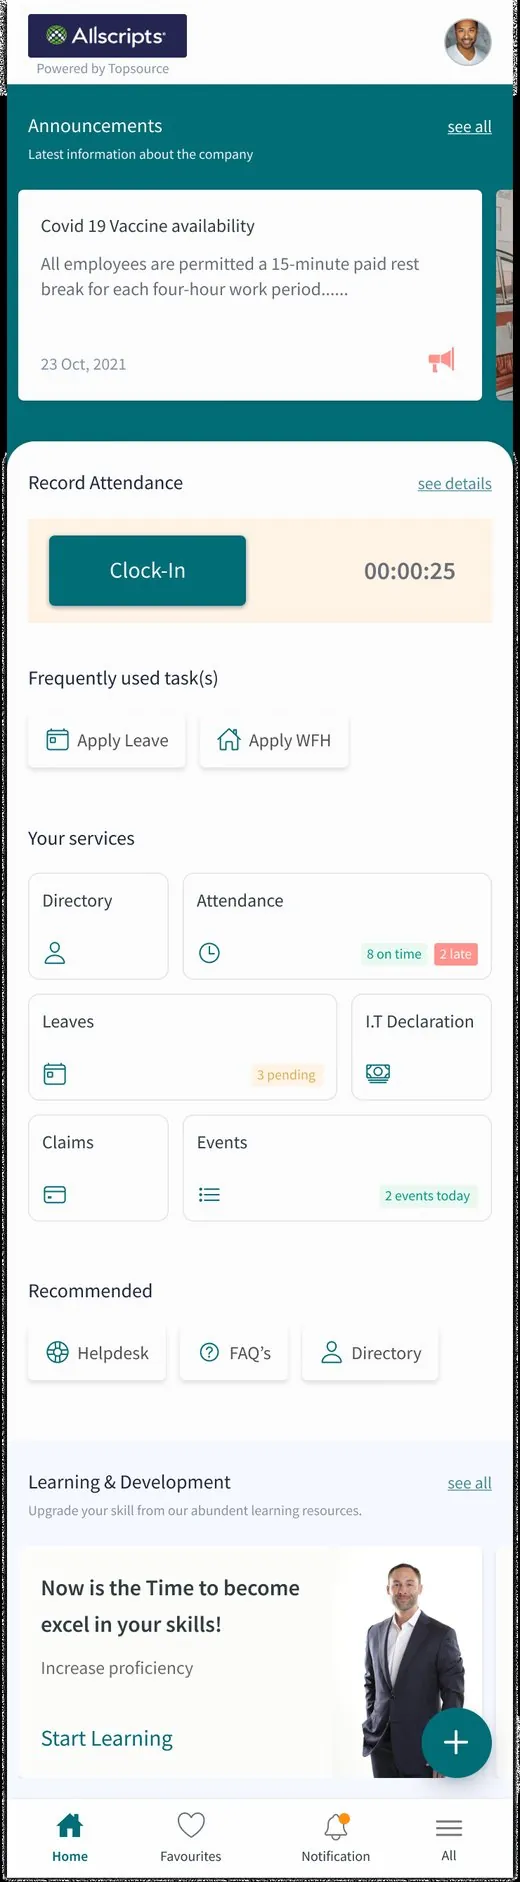 Allscripts
Powered by Topsource
Announcements
see all
Latest information about the company
Covid 19 Vaccine availability
All employees are permitted a 15-minute paid rest
break for each four-hour work period......
23 Oct, 2021
Record Attendance
see details
Clock-In
00:00:25
Frequently used task(s)
Apply Leave
Apply WFH
Your services
Directory
Attendance
8 on time
2 late
Leaves
3 pending
I.T Declaration
Claims
Events
2 events today
Recommended
Helpdesk
FAQ's
Directory
Learning & Development
see all
Upgrade your skill from our abundent learning resources.
Now is the Time to become
excel in your skills!
Increase proficiency
Start Learning
Home
Favourites
Notification
All